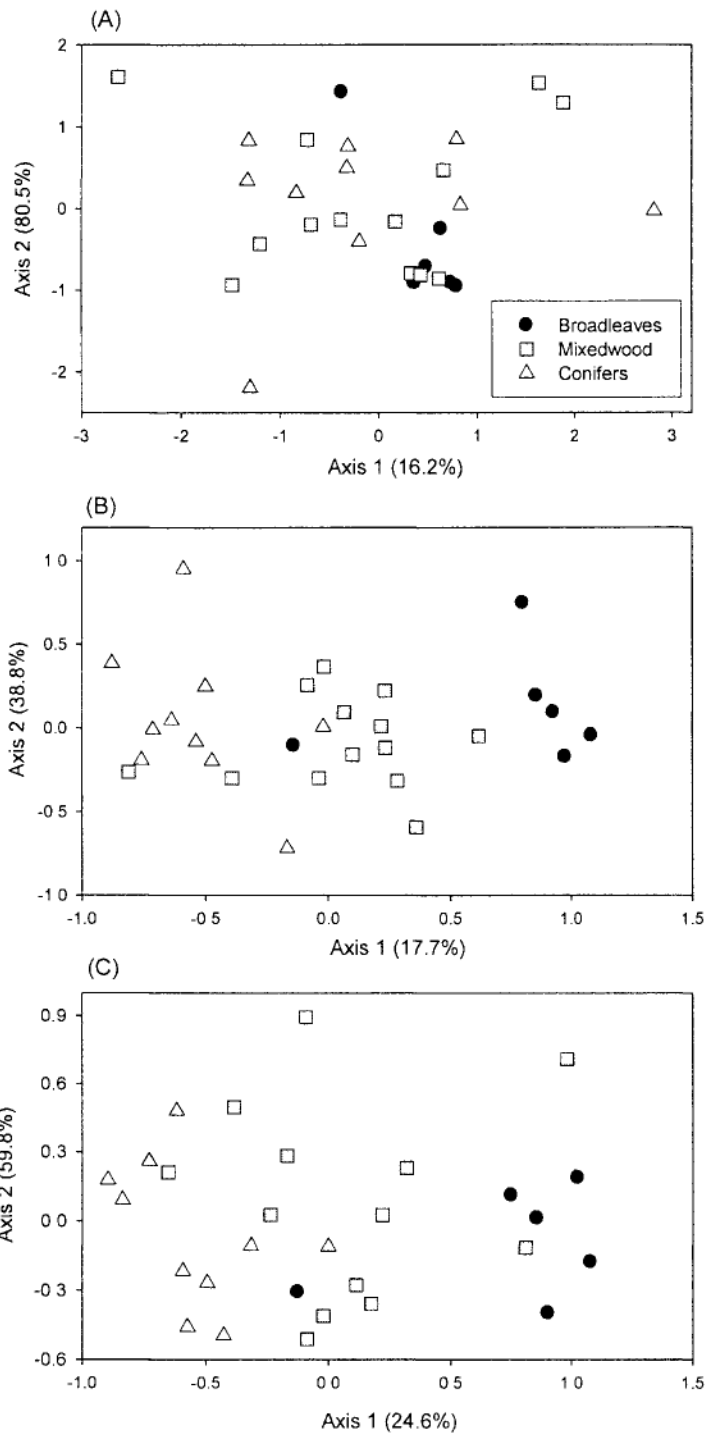 (A)
2
1
0
-1
-2
Axis 2 (80.5%)
Broadleaves
Mixedwood
Conifers
-3 -2 -1 0 1 2 3
Axis 1 (16.2%)
(B)
1 0
0.5
0.0
-0.5
-1.0
Axis 2 (38.8%)
-1.0 -0 5 0.0 0 5 1.0 1.5
Axis 1 (17.7%)
(C)
0.9
0.6
0.3
0 0
-0.3
-0.6
Axis 2 (59.8%)
-1.0 -0.5 0 0 0 5 1 0 1.5
Axis 1 (24.6%)